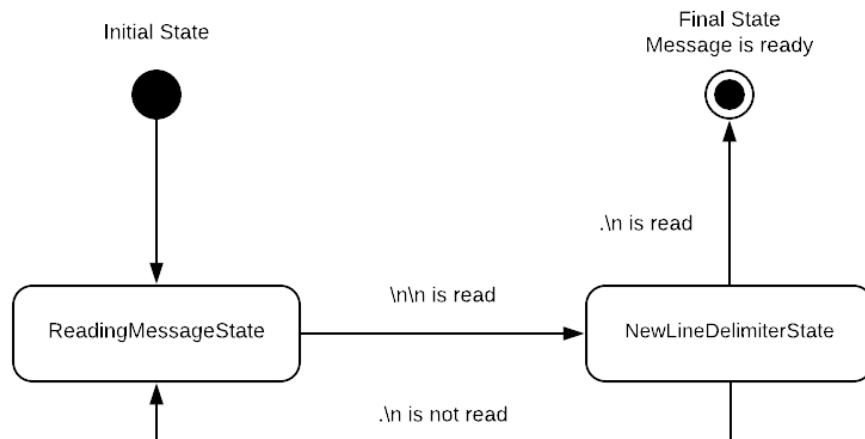 Initial State
Final State
Message is ready
.\n is read
\n\n is read
ReadingMessageState
NewLineDelimiterState
.\n is not read